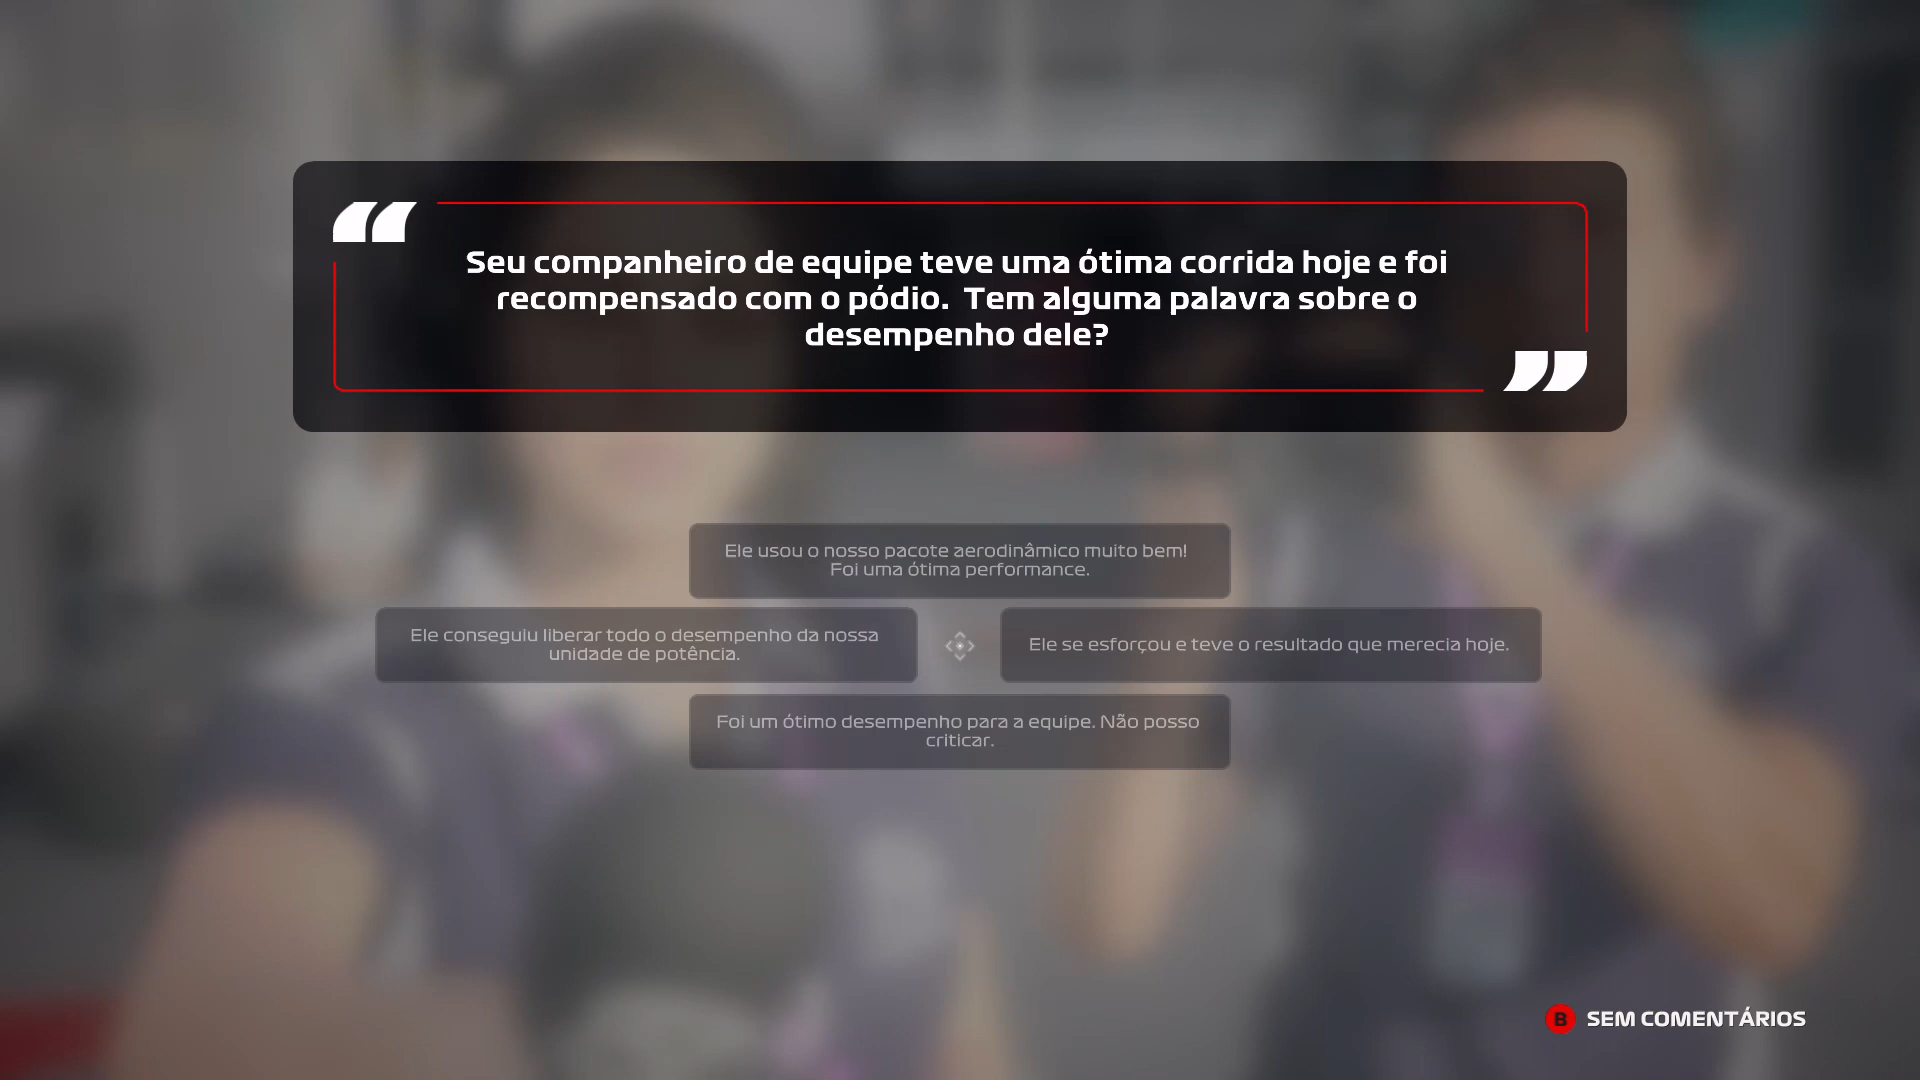 Seu companheiro de equipe teve uma ótima corrida hoje e foi
recompensado com o pódio.  Tem alguma palavra sobre o
desempenho dele?
Ele usou o nosso pacote aerodinâmico muito bem!
Foi uma ótima performance.
Ele conseguiu liberar todo o desempenho da nossa
unidade de potência.
Ele se esforçou e teve o resultado que merecia hoje.
Foi um ótimo desempenho para a equipe. Não posso
criticar.
B SEM COMENTÁRIOS